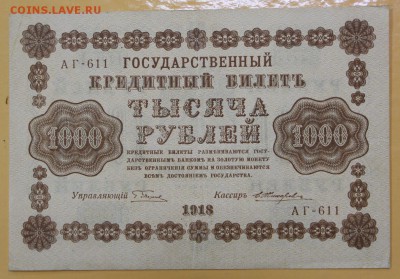 COINS.LAVE.RU
ГОСУДАРСТВЕННЫЙ
АГ-611
КРЕДИТНЫЙ БИЛЕТЪ
ТЫСЯЧА
РУБЛЕЙ
1000 1000
КРЕДИТНЫЕ БИЛЕТЫ РАЗМѢНИВАЮТСЯ ГОСУ-
ДАРСТВЕННЫМЪ БАНКОМЪ НА ЗОЛОТУЮ МОНЕТУ
БЕЗЪ ОГРАНИЧЕНІЯ СУММЫ И ОБЕЗПЕЧИВАЮТСЯ
ВСѢМЪ ДОСТОЯНІЕМЪ ГОСУДАРСТВА.
Управляющій Кассиръ
1918
АГ-611